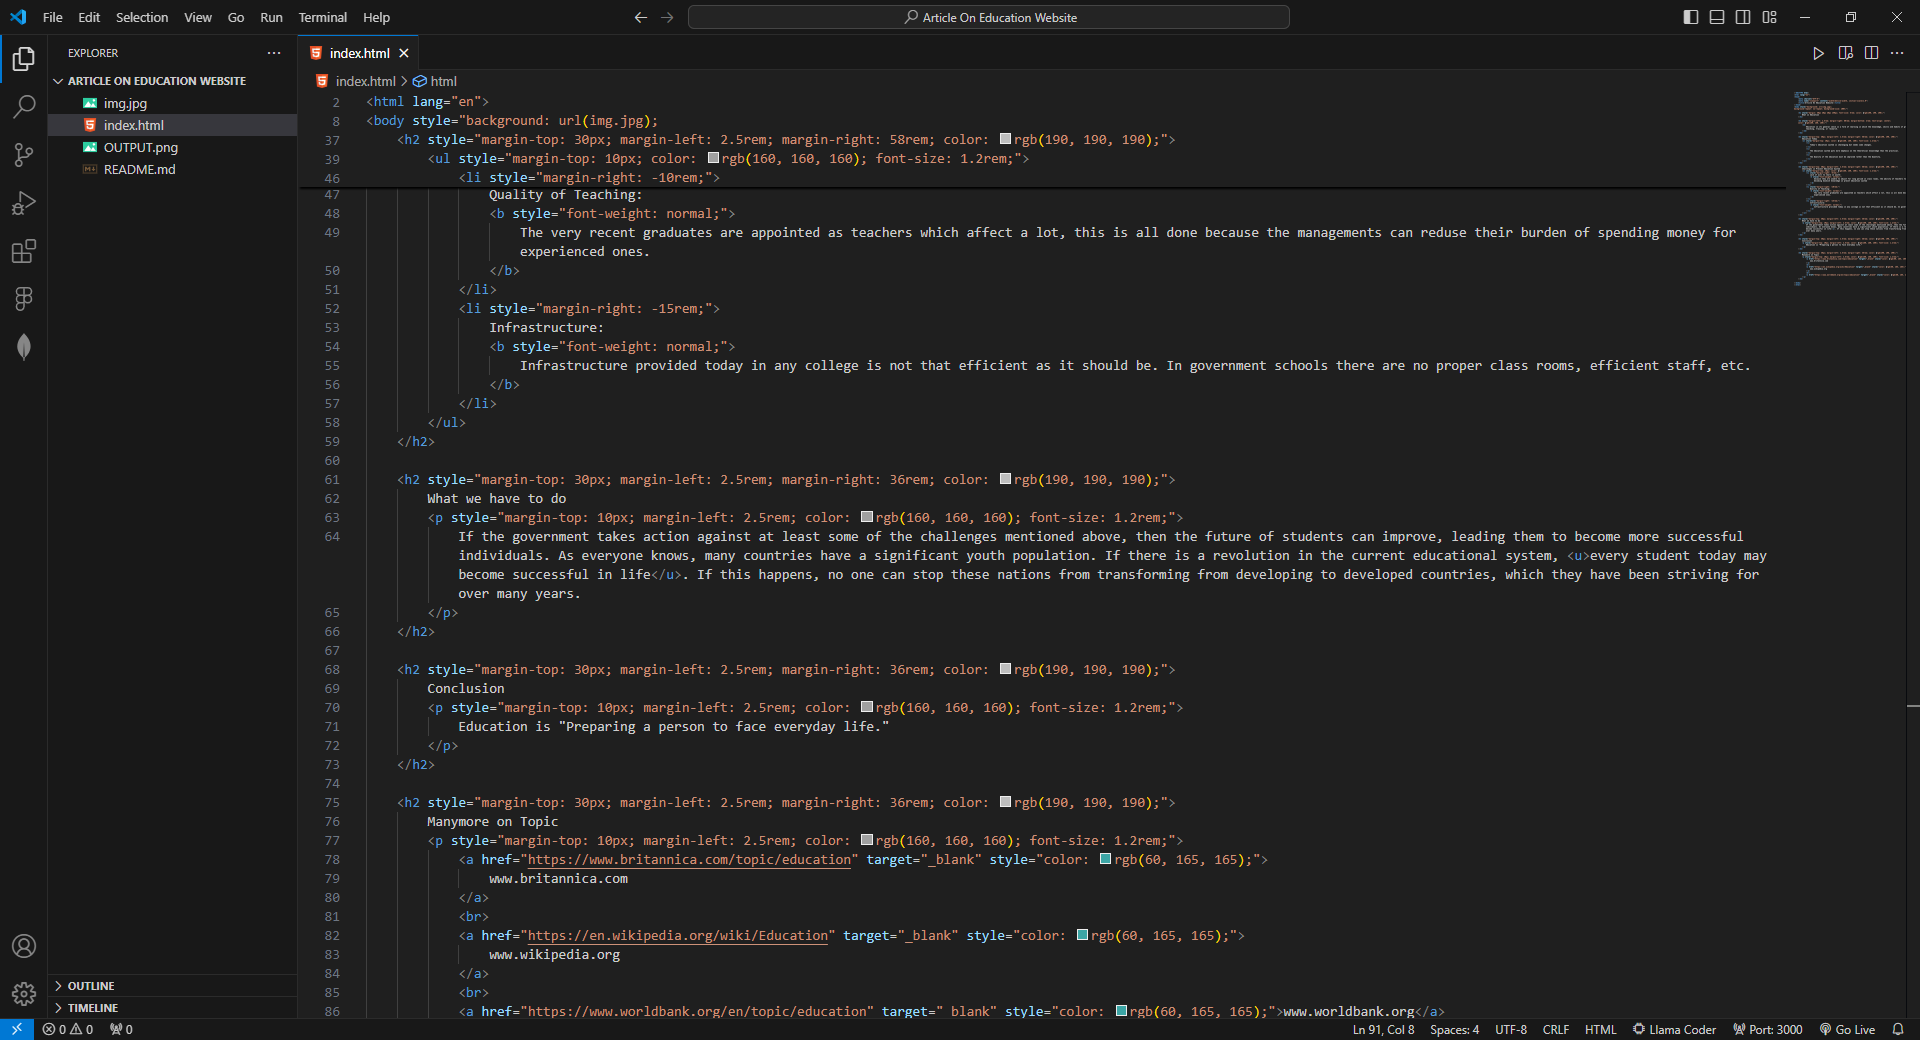 File Edit Selection View Go Run Terminal Help
Article On Education Website
EXPLORER
ARTICLE ON EDUCATION WEBSITE
img.jpg
index.html
OUTPUT.png
README.md
OUTLINE
TIMELINE
index.html
index.html > html
2 <html lang="en">
8 <body style="background: url(img.jpg);
37 <h2 style="margin-top: 30px; margin-left: 2.5rem; margin-right: 58rem; color: rgb(190, 190, 190);">
39 <ul style="margin-top: 10px; color: rgb(160, 160, 160); font-size: 1.2rem;">
46 <li style="margin-right: -10rem;">
47 Quality of Teaching:
48 <b style="font-weight: normal;">
49 The very recent graduates are appointed as teachers which affect a lot, this is all done because the managements can reduse their burden of spending money for
experienced ones.
50 </b>
51 </li>
52 <li style="margin-right: -15rem;">
53 Infrastructure:
54 <b style="font-weight: normal;">
55 Infrastructure provided today in any college is not that efficient as it should be. In government schools there are no proper class rooms, efficient staff, etc.
56 </b>
57 </li>
58 </ul>
59 </h2>
60
61 <h2 style="margin-top: 30px; margin-left: 2.5rem; margin-right: 36rem; color: rgb(190, 190, 190);">
62 What we have to do
63 <p style="margin-top: 10px; margin-left: 2.5rem; color: rgb(160, 160, 160); font-size: 1.2rem;">
64 If the government takes action against at least some of the challenges mentioned above, then the future of students can improve, leading them to become more successful
individuals. As everyone knows, many countries have a significant youth population. If there is a revolution in the current educational system, <u>every student today may
become successful in life</u>. If this happens, no one can stop these nations from transforming from developing to developed countries, which they have been striving for
over many years.
65 </p>
66 </h2>
67
68 <h2 style="margin-top: 30px; margin-left: 2.5rem; margin-right: 36rem; color: rgb(190, 190, 190);">
69 Conclusion
70 <p style="margin-top: 10px; margin-left: 2.5rem; color: rgb(160, 160, 160); font-size: 1.2rem;">
71 Education is "Preparing a person to face everyday life."
72 </p>
73 </h2>
74
75 <h2 style="margin-top: 30px; margin-left: 2.5rem; margin-right: 36rem; color: rgb(190, 190, 190);">
76 Manymore on Topic
77 <p style="margin-top: 10px; margin-left: 2.5rem; color: rgb(160, 160, 160); font-size: 1.2rem;">
78 <a href="https://www.britannica.com/topic/education" target="_blank" style="color: rgb(60, 165, 165);">
79 www.britannica.com
80 </a>
81 <br>
82 <a href="https://en.wikipedia.org/wiki/Education" target="_blank" style="color: rgb(60, 165, 165);">
83 www.wikipedia.org
84 </a>
85 <br>
86 <a href="https://www.worldbank.org/en/topic/education" target="_blank" style="color: rgb(60, 165, 165);">www.worldbank.org</a>
0 0 0
Ln 91, Col 8 Spaces: 4 UTF-8 CRLF HTML Llama Coder Port: 3000 Go Live